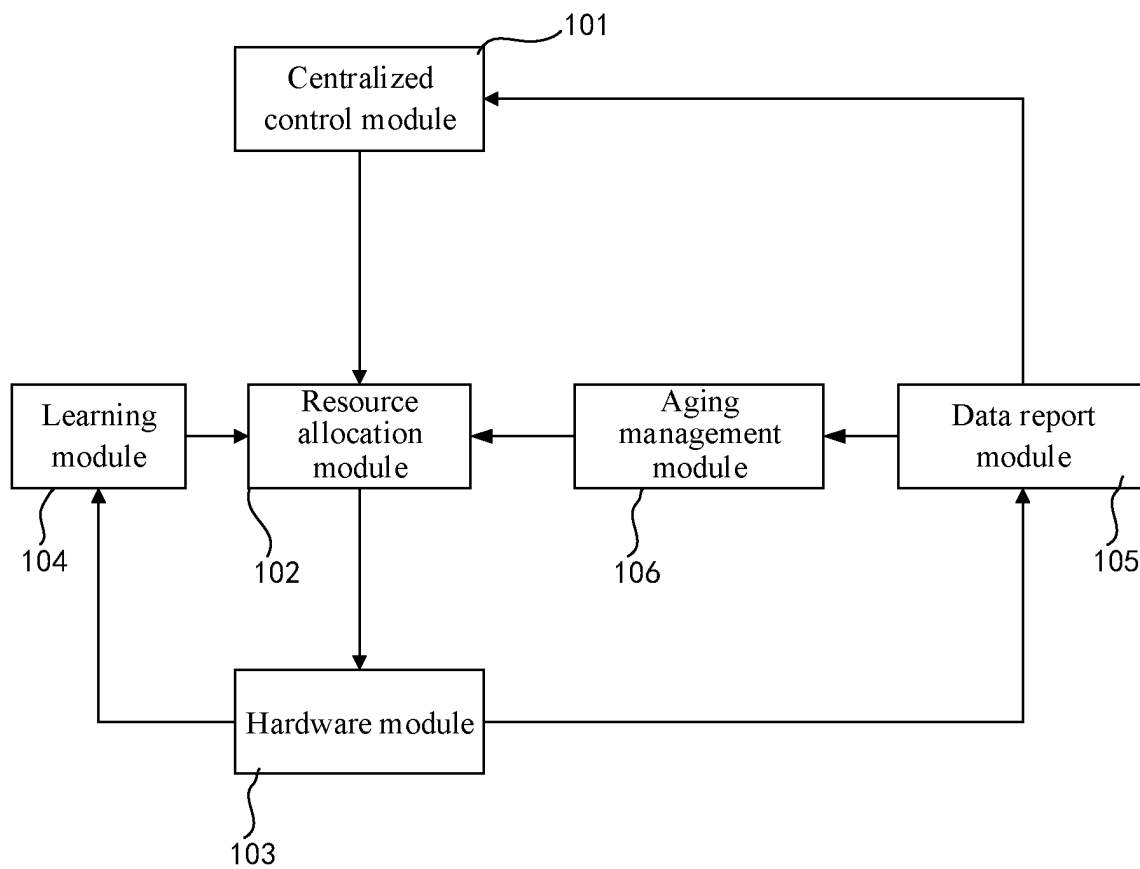 101
Centralized
control module
Learning
module
Resource
allocation
module
Aging
management
module
Data report
module
104
102
106
105
Hardware module
103